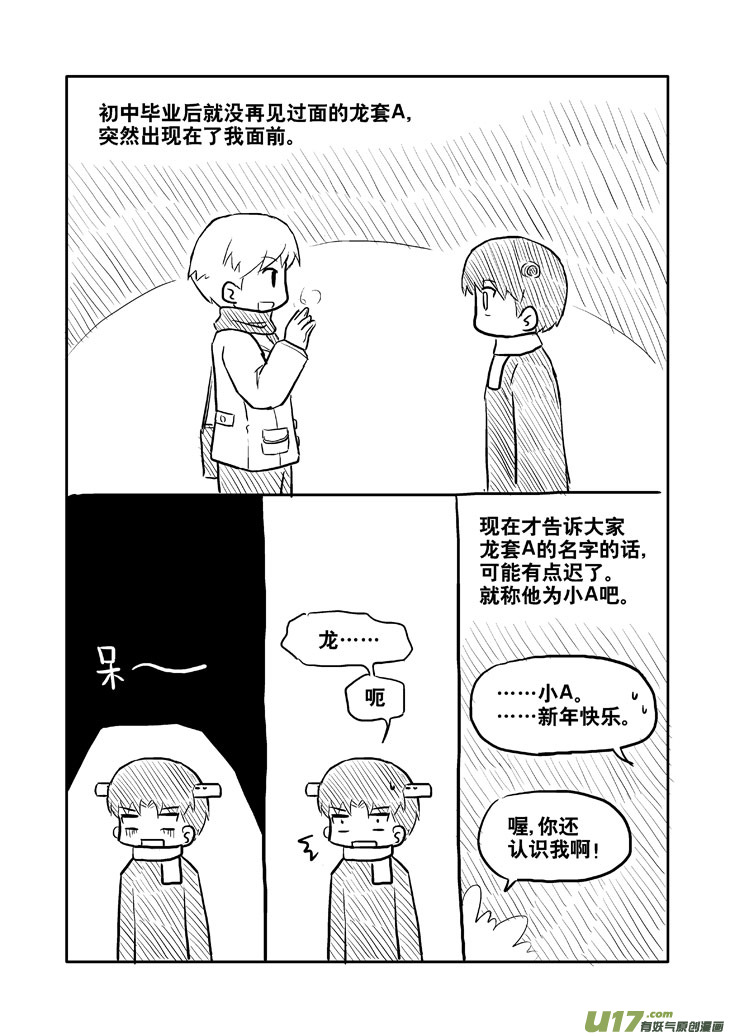 初中毕业后就没再见过面的龙套A,
突然出现在了我面前。
呆～
龙……
呃
现在才告诉大家
龙套A的名字的话,
可能有点迟了。
就称他为小A吧。
……小A。
……新年快乐。
喔,你还
认识我啊!
U17.com
有妖气原创漫画